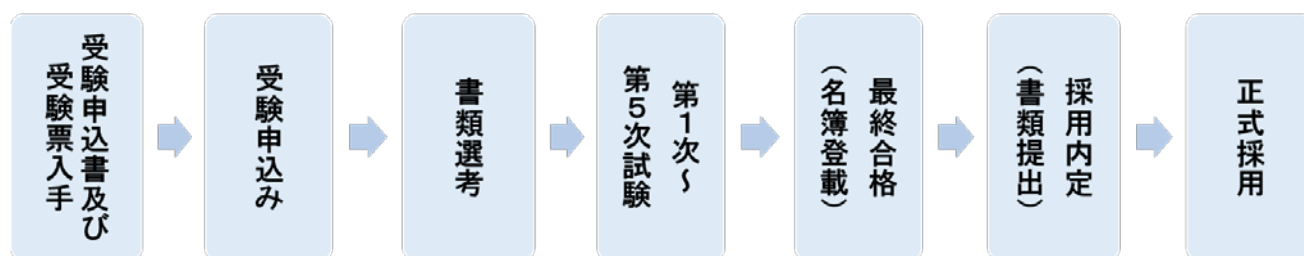 受験申込書及び
受験票入手
受験申込み
書類選考
第１次～
第５次試験
最終合格
（名簿登載）
採用内定
（書類提出）
正式採用